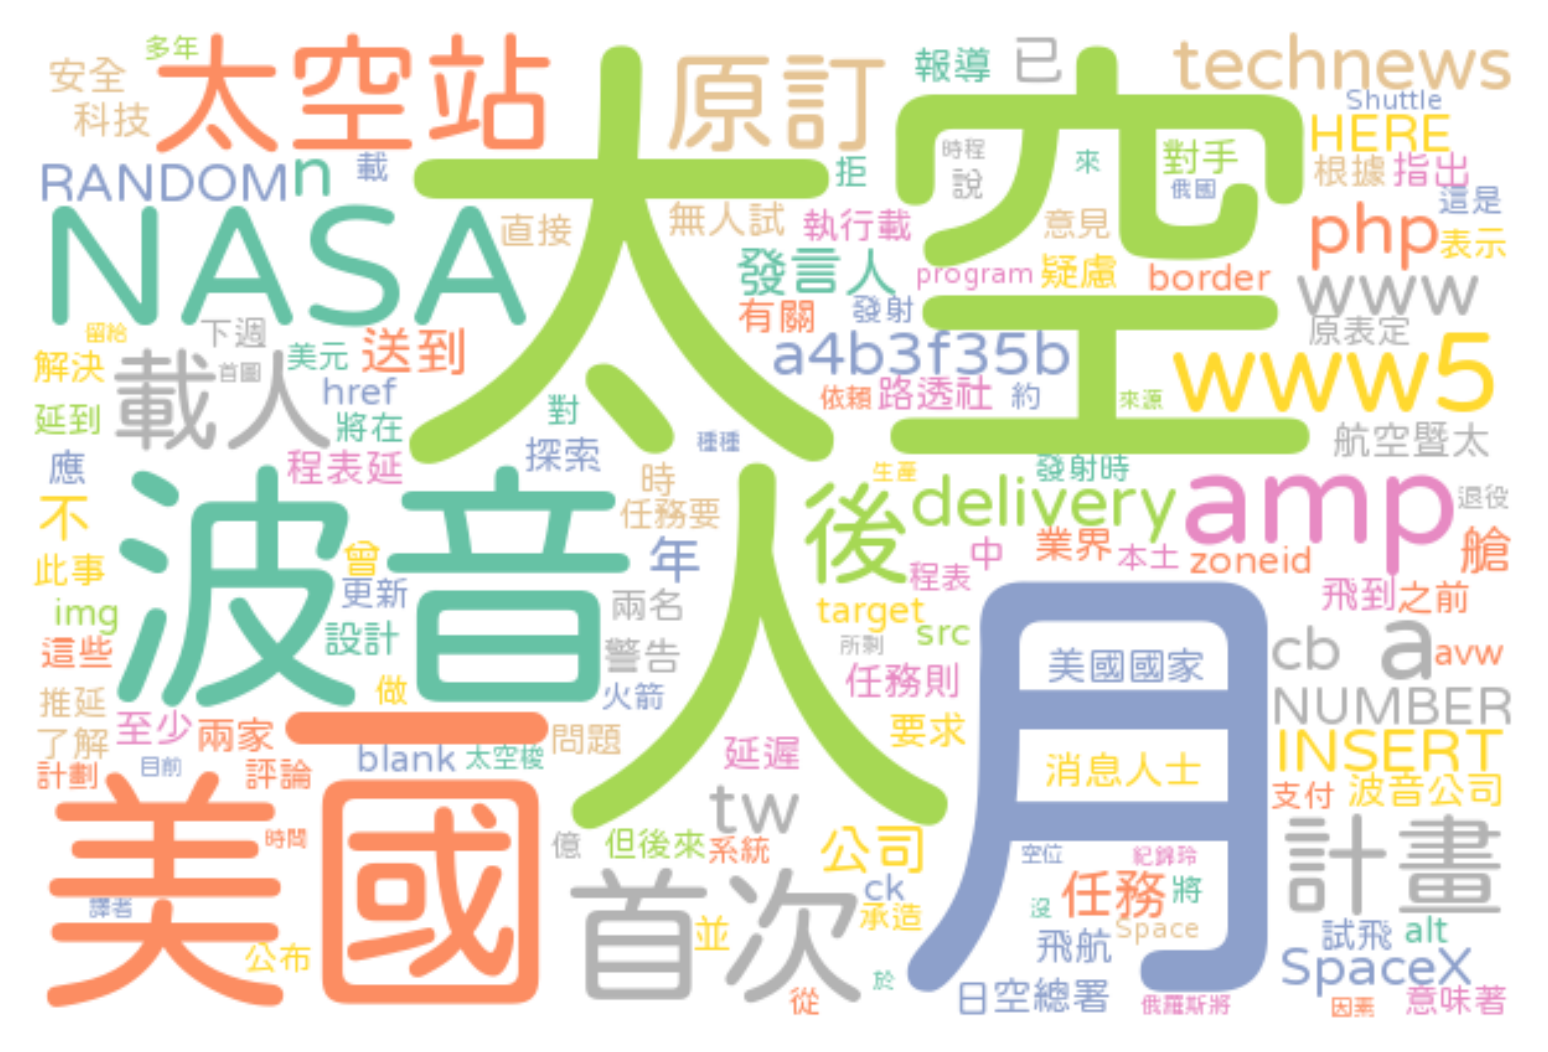 多年
安全
科技
太空站
原訂
報導
已
technews
Shuttle
HERE
RANDOM
n
載
太空
拒
時程
說
來
對手
俄國
根據
指出
這是
NASA
直接
無人試
執行載
意見
php
表示
發言人
program
疑慮
border
www
留給
下週
有關
發射
原表定
解決
載人
首圖
美元
送到
a4b3f35b
www5
href
依賴
路透社
約
來源
延到
將在
對
種種
航空暨太
應
程表延
探索
生產
發射時
波音
人
後
時
delivery
amp
退役
不
任務要
此事
曾
年
中
業界
本土
zoneid
艙
程表
img
更新
兩名
target
飛到
之前
這些
設計
警告
所剩
src
美國國家
cb
a
avw
推延
做
火箭
任務則
月
NUMBER
了解
至少
兩家
一
問題
延遲
要求
INSERT
計劃
目前
評論
blank
太空梭
消息人士
支付
波音公司
美國
時間
tw
億
但後來
系統
公司
空位
紀錦玲
計畫
譯者
首次
ck
沒
任務
將
公布
並
承造
飛航
Space
試飛
alt
於
SpaceX
從
日空總署
俄羅斯將
因素
意味著